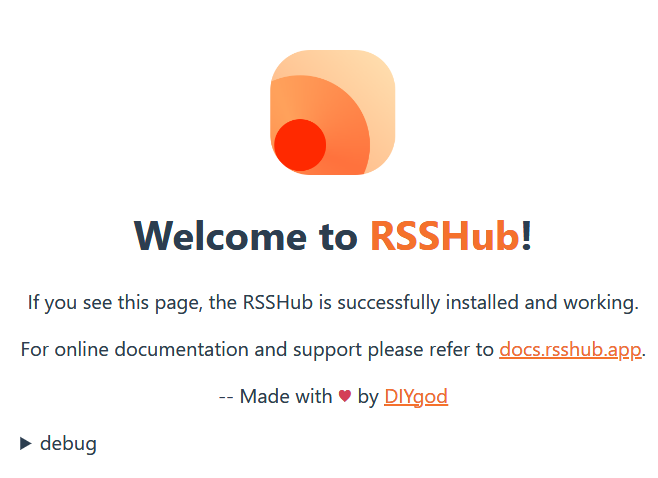 Welcome to RSSHub!
If you see this page, the RSSHub is successfully installed and working.
For online documentation and support please refer to docs.rsshub.app.
-- Made with ♥ by DIYgod
▶ debug